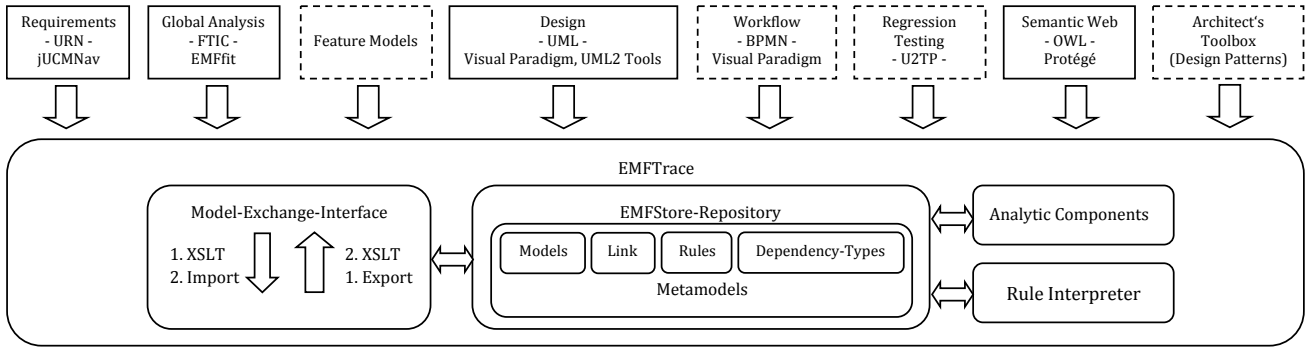 Requirements
- URN -
jUCMNav
Global Analysis
- FTIC -
EMFfit
Feature Models
Design
- UML -
Visual Paradigm, UML2 Tools
Workflow
- BPMN -
Visual Paradigm
Regression
Testing
- U2TP -
Semantic Web
- OWL -
Protégé
Architect's
Toolbox
(Design Patterns)
EMFTrace
Model-Exchange-Interface
1. XSLT
2. Import
2. XSLT
1. Export
EMFStore-Repository
Models
Link
Rules
Dependency-Types
Metamodels
Analytic Components
Rule Interpreter